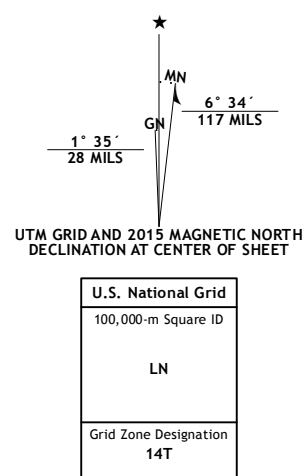 MN
GN
6° 34´
117 MILS
1° 35´
28 MILS
UTM GRID AND 2015 MAGNETIC NORTH
DECLINATION AT CENTER OF SHEET
U.S. National Grid
100,000-m Square ID
LN
Grid Zone Designation
14T